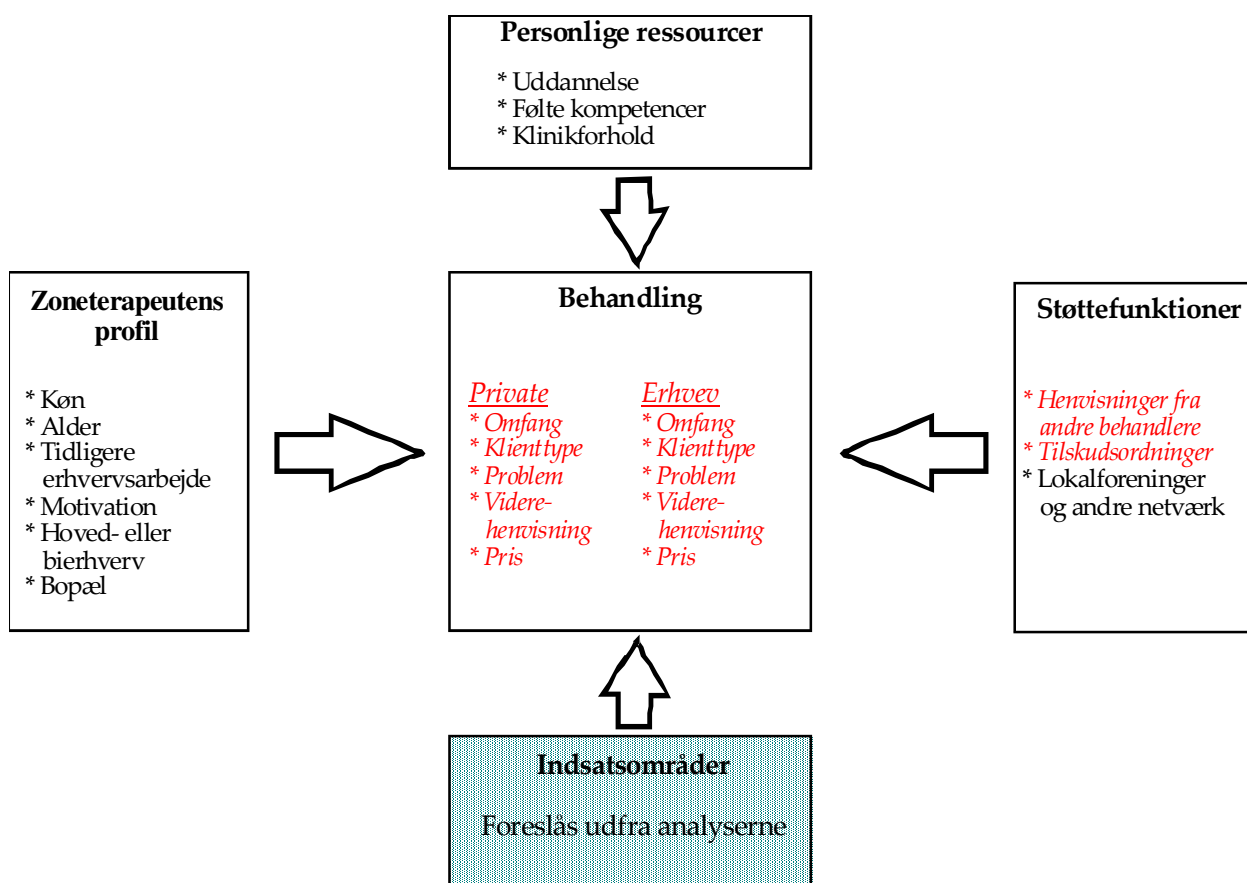 Personlige ressourcer
* Uddannelse
* Følte kompetencer
* Klinikforhold
Zoneterapeutens
profil
* Køn
* Alder
* Tidligere
erhvervsarbejde
* Motivation
* Hoved- eller
bierhverv
* Bopæl
Behandling
Private
* Omfang
* Klienttype
* Problem
* Videre-
henvisning
* Pris
Erhvev
* Omfang
* Klienttype
* Problem
* Videre-
henvisning
* Pris
Støttefunktioner
* Henvisninger fra
andre behandlere
* Tilskudsordninger
* Lokalforeninger
og andre netværk
Indsatsområder
Foreslås udfra analyserne